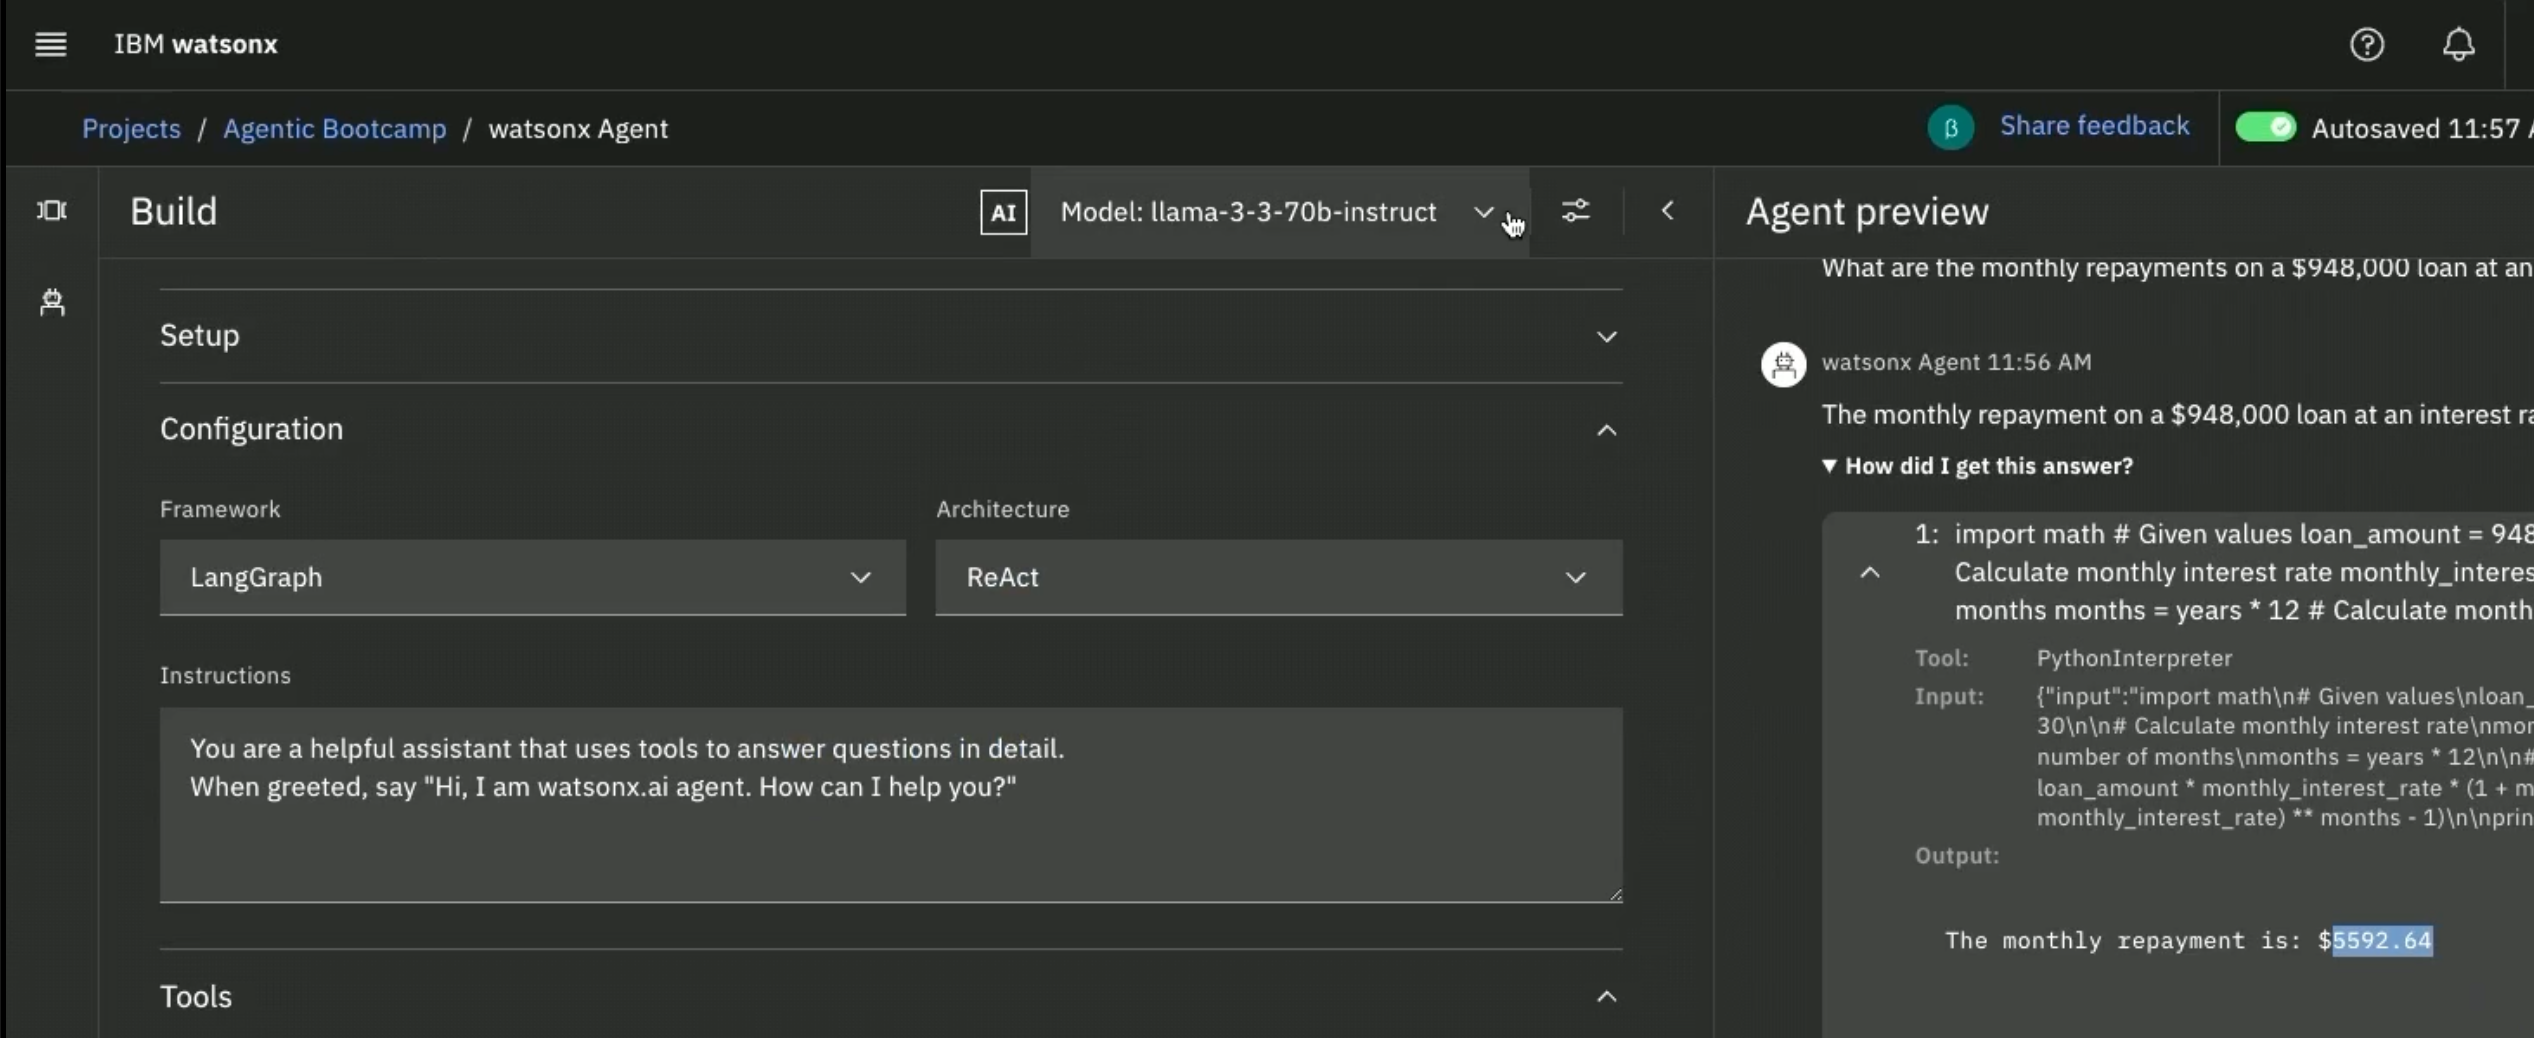 IBM watsonx
Projects / Agentic Bootcamp / watsonx Agent
β Share feedback
Autosaved 11:57
Build
AI
Model: llama-3-3-70b-instruct
Agent preview
Setup
Configuration
Framework
Architecture
LangGraph
ReAct
Instructions
You are a helpful assistant that uses tools to answer questions in detail.
When greeted, say "Hi, I am watsonx.ai agent. How can I help you?"
Tools
What are the monthly repayments on a $948,000 loan at an
watsonx Agent 11:56 AM
The monthly repayment on a $948,000 loan at an interest
▼ How did I get this answer?
1: import math # Given values loan_amount = 948
Calculate monthly interest rate monthly_interes
months months = years * 12 # Calculate month
Tool: PythonInterpreter
Input: {"input":"import math\n# Given values\nloan_
30\n\n# Calculate monthly interest rate\nmon
number of months\nmonths = years * 12\n\n#
loan_amount * monthly_interest_rate * (1 + m
monthly_interest_rate) ** months - 1)\n\nprin
Output:
The monthly repayment is: $5592.64